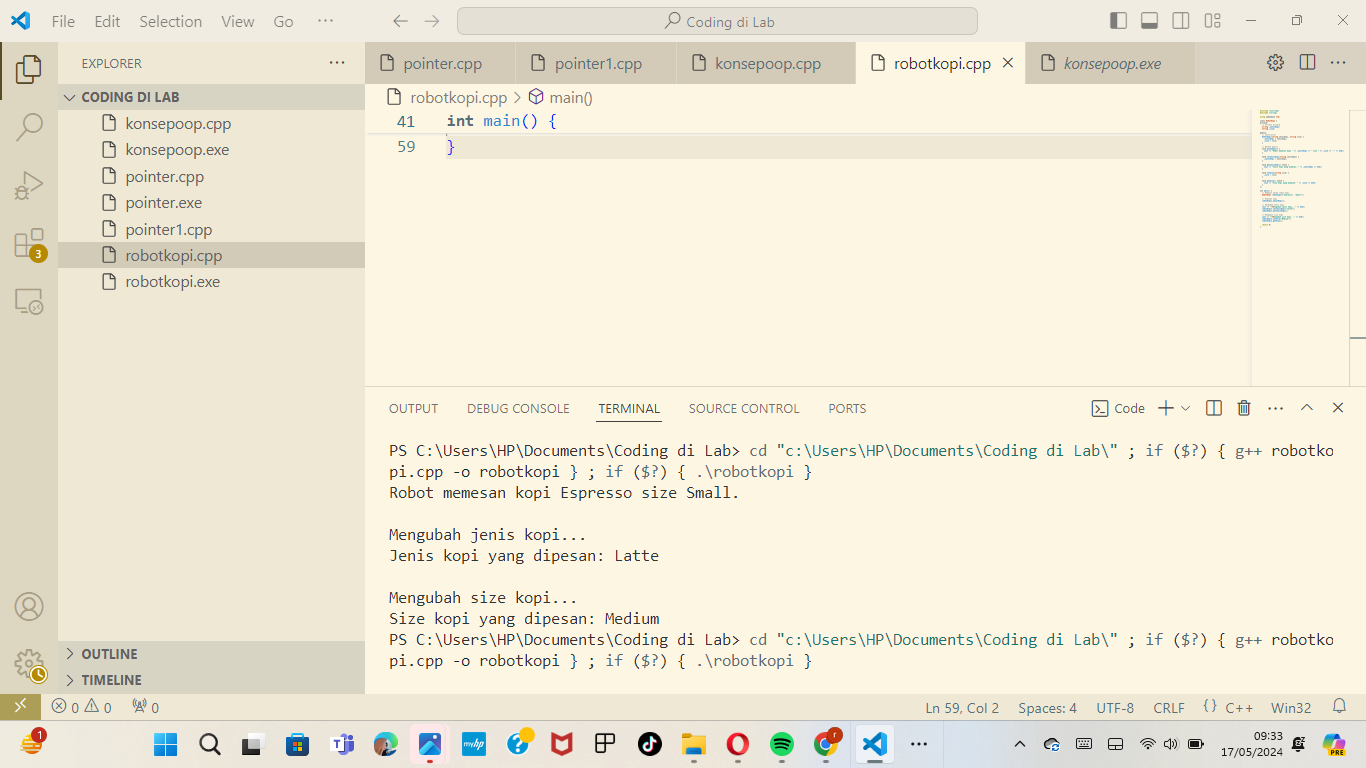 File Edit Selection View Go ···
Coding di Lab
EXPLORER ···
CODING DI LAB
konsepoop.cpp
konsepoop.exe
pointer.cpp
pointer.exe
pointer1.cpp
robotkopi.cpp
robotkopi.exe
OUTLINE
TIMELINE
3
pointer.cpp pointer1.cpp konsepoop.cpp robotkopi.cpp konsepoop.exe
robotkopi.cpp > main()
41 int main() {
59 }
OUTPUT DEBUG CONSOLE TERMINAL SOURCE CONTROL PORTS
Code
PS C:\Users\HP\Documents\Coding di Lab> cd "c:\Users\HP\Documents\Coding di Lab\" ; if ($?) { g++ robotko
pi.cpp -o robotkopi } ; if ($?) { .\robotkopi }
Robot memesan kopi Espresso size Small.
Mengubah jenis kopi...
Jenis kopi yang dipesan: Latte
Mengubah size kopi...
Size kopi yang dipesan: Medium
PS C:\Users\HP\Documents\Coding di Lab> cd "c:\Users\HP\Documents\Coding di Lab\" ; if ($?) { g++ robotko
pi.cpp -o robotkopi } ; if ($?) { .\robotkopi }
0 0 0
Ln 59, Col 2 Spaces: 4 UTF-8 CRLF {} C++ Win32
1
myhp
r
09:33
17/05/2024
PRE